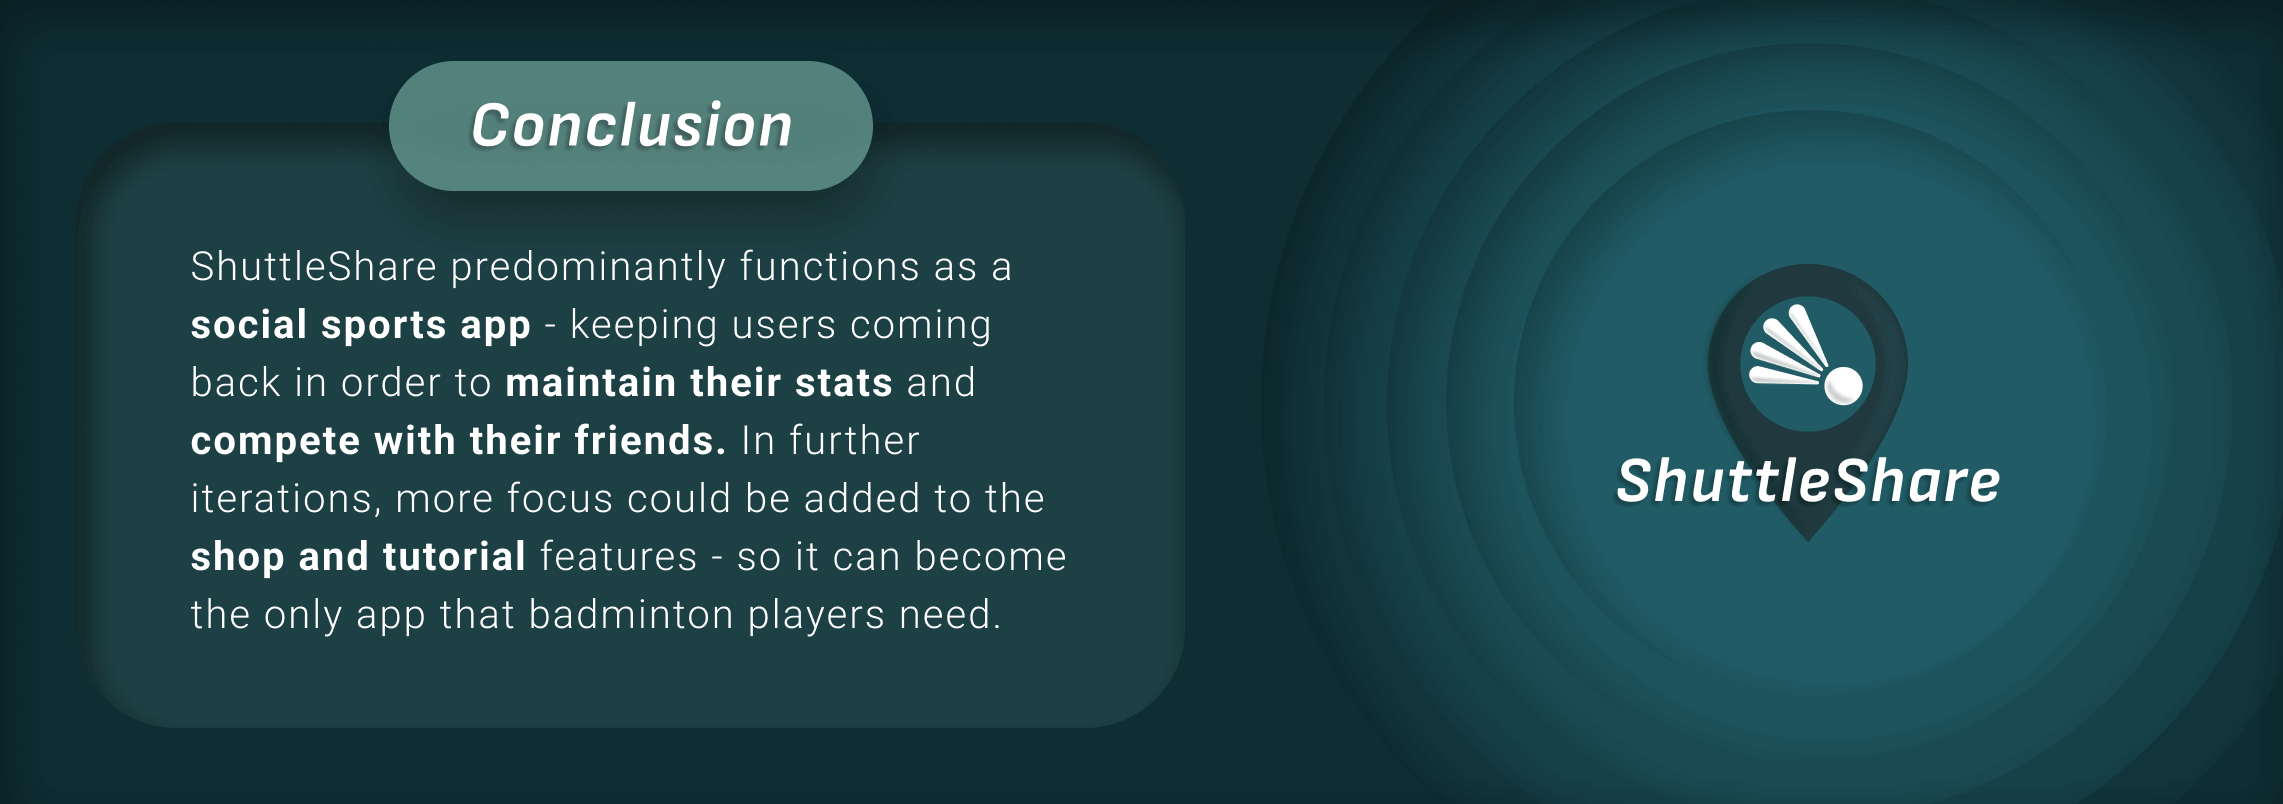 Conclusion
ShuttleShare predominantly functions as a
social sports app - keeping users coming
back in order to maintain their stats and
compete with their friends. In further
iterations, more focus could be added to the
shop and tutorial features - so it can become
the only app that badminton players need.
ShuttleShare